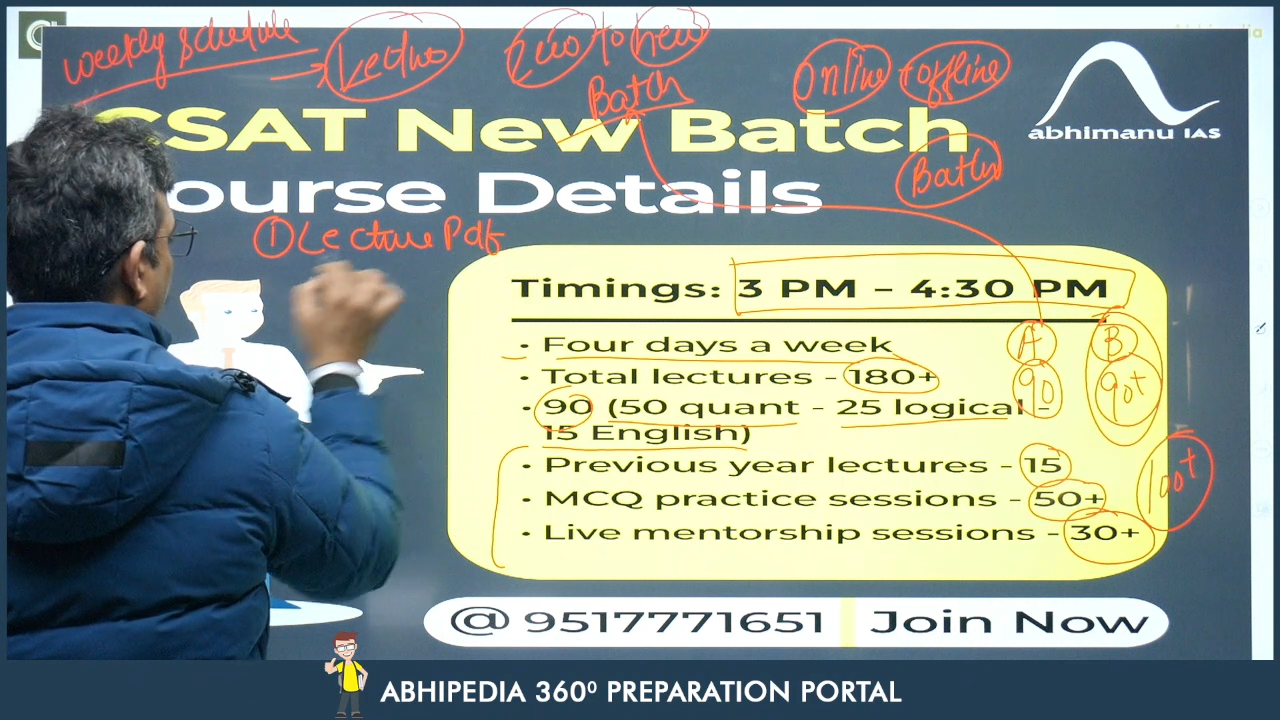 weekly schedule
Lecture
zero to hero
Batch
Online + offline
Batch
CSAT New Batch
ourse Details
abhimanu IAS
① Lecture Pdf
Timings: 3 PM – 4:30 PM
• Four days a week
A
B
• Total lectures - 180+
90
90+
• 90 (50 quant - 25 logical -
15 English)
• Previous year lectures - 15
100+
• MCQ practice sessions - 50+
• Live mentorship sessions - 30+
@ 9517771651
Join Now
ABHIPEDIA 360⁰ PREPARATION PORTAL